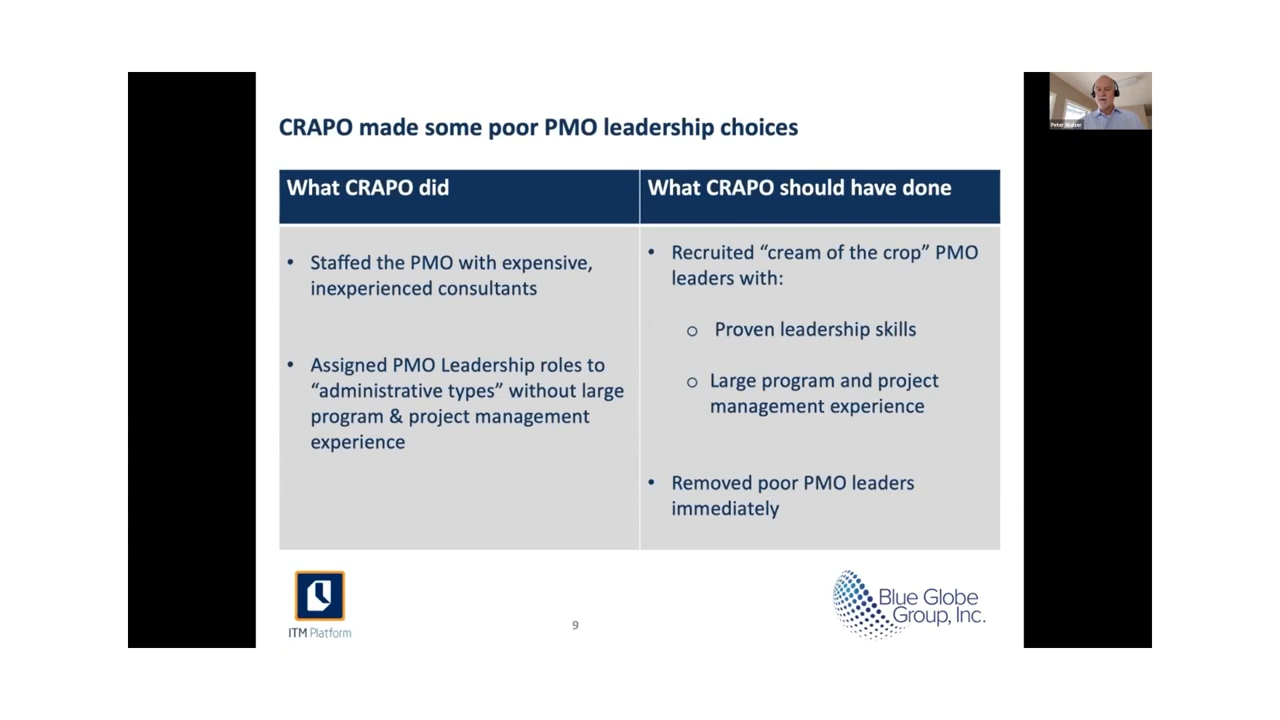 CRAPO made some poor PMO leadership choices
What CRAPO did
What CRAPO should have done
• Staffed the PMO with expensive,
inexperienced consultants
• Assigned PMO Leadership roles to
“administrative types” without large
program & project management
experience
• Recruited “cream of the crop” PMO
leaders with:
o Proven leadership skills
o Large program and project
management experience
• Removed poor PMO leaders
immediately
ITM Platform
9
Blue Globe
Group, Inc.
Peter Walzer